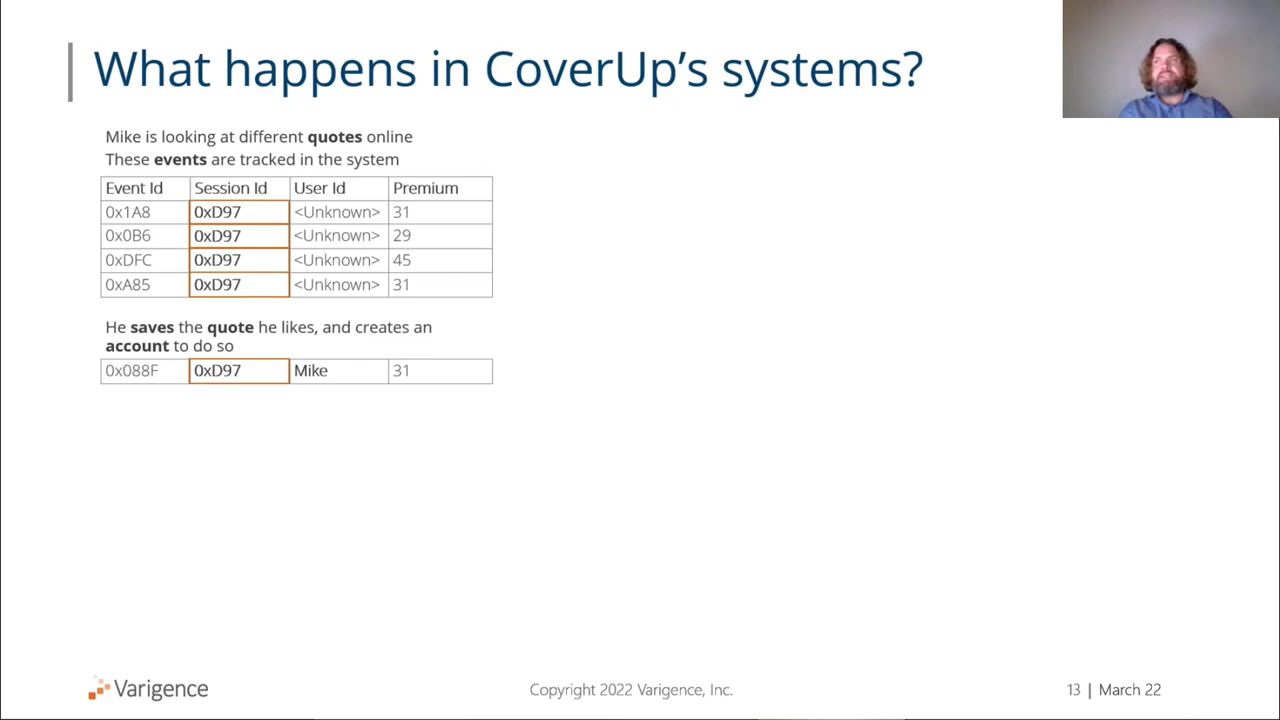 What happens in CoverUp's systems?
Mike is looking at different quotes online
These events are tracked in the system
Event Id Session Id User Id Premium
0x1A8 0xD97 <Unknown> 31
0x0B6 0xD97 <Unknown> 29
0xDFC 0xD97 <Unknown> 45
0xA85 0xD97 <Unknown> 31
He saves the quote he likes, and creates an
account to do so
0x088F 0xD97 Mike 31
Varigence Copyright 2022 Varigence, Inc. 13 | March 22